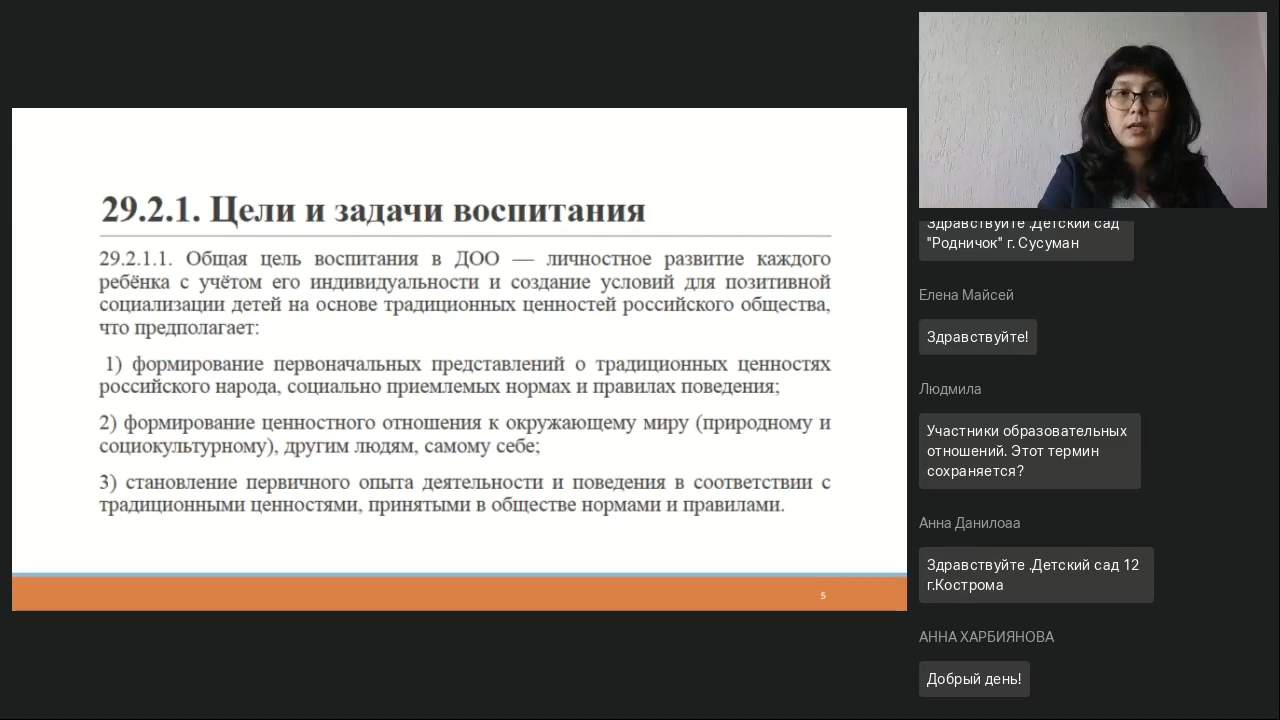 29.2.1. Цели и задачи воспитания
29.2.1.1. Общая цель воспитания в ДОО — личностное развитие каждого
ребёнка с учётом его индивидуальности и создание условий для позитивной
социализации детей на основе традиционных ценностей российского общества,
что предполагает:
1) формирование первоначальных представлений о традиционных ценностях
российского народа, социально приемлемых нормах и правилах поведения;
2) формирование ценностного отношения к окружающему миру (природному и
социокультурному), другим людям, самому себе;
3) становление первичного опыта деятельности и поведения в соответствии с
традиционными ценностями, принятыми в обществе нормами и правилами.
5
Здравствуйте .Детский сад
"Родничок" г. Сусуман
Елена Майсей
Здравствуйте!
Людмила
Участники образовательных
отношений. Этот термин
сохраняется?
Анна Данилоаа
Здравствуйте .Детский сад 12
г.Кострома
АННА ХАРБИЯНОВА
Добрый день!